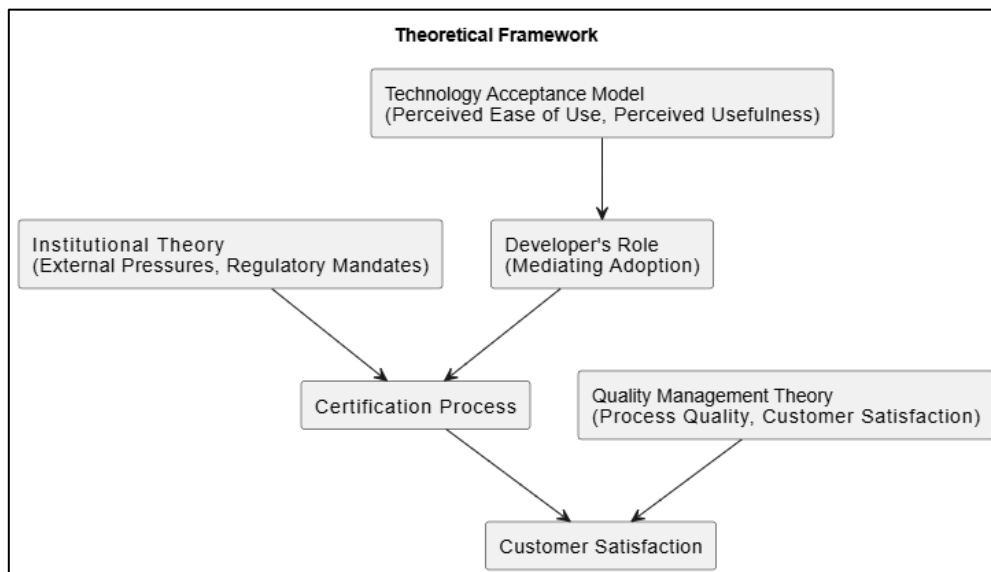 Theoretical Framework
Technology Acceptance Model
(Perceived Ease of Use, Perceived Usefulness)
Institutional Theory
(External Pressures, Regulatory Mandates)
Developer's Role
(Mediating Adoption)
Certification Process
Quality Management Theory
(Process Quality, Customer Satisfaction)
Customer Satisfaction